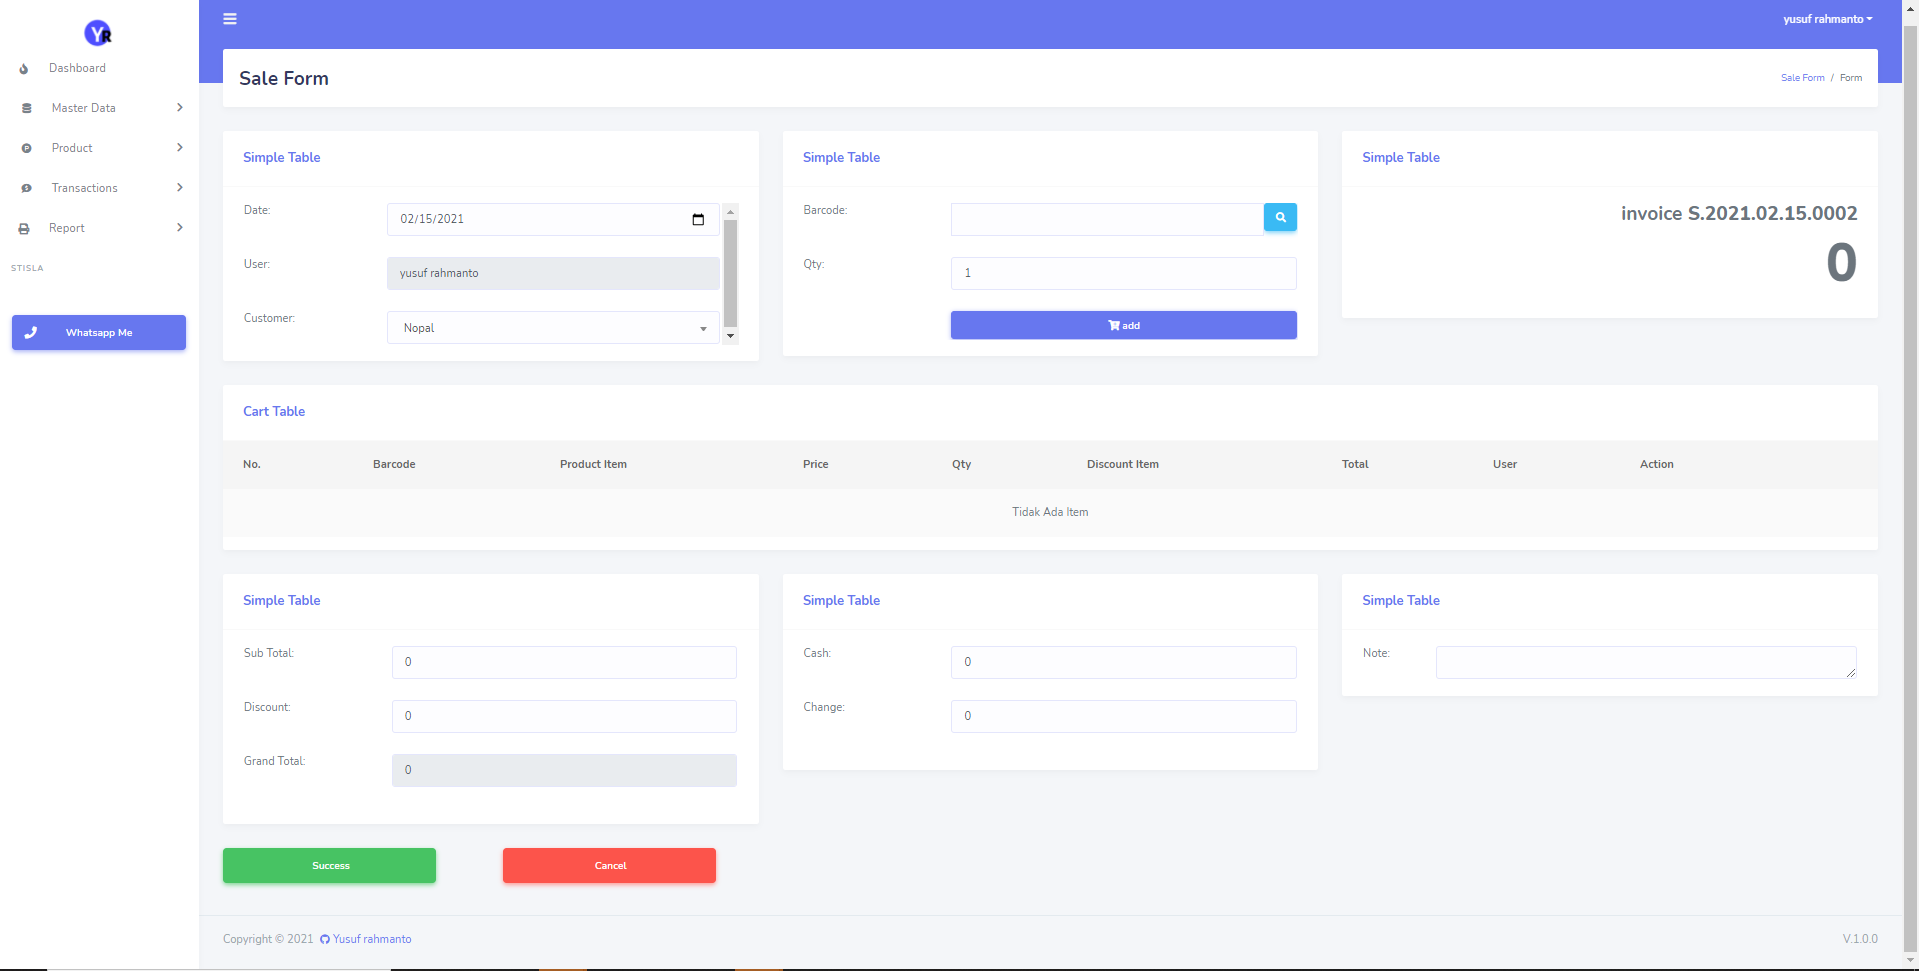 YR
yusuf rahmanto
Dashboard
Master Data
Product
Transactions
Report
STISLA
Whatsapp Me
Sale Form
Sale Form / Form
Simple Table
Date:
02/15/2021
User:
yusuf rahmanto
Customer:
Nopal
Simple Table
Barcode:
Qty:
1
add
Simple Table
invoice S.2021.02.15.0002
0
Cart Table
No. Barcode Product Item Price Qty Discount Item Total User Action
Tidak Ada Item
Simple Table
Sub Total:
0
Discount:
0
Grand Total:
0
Simple Table
Cash:
0
Change:
0
Simple Table
Note:
Success
Cancel
Copyright © 2021 Yusuf rahmanto
V.1.0.0